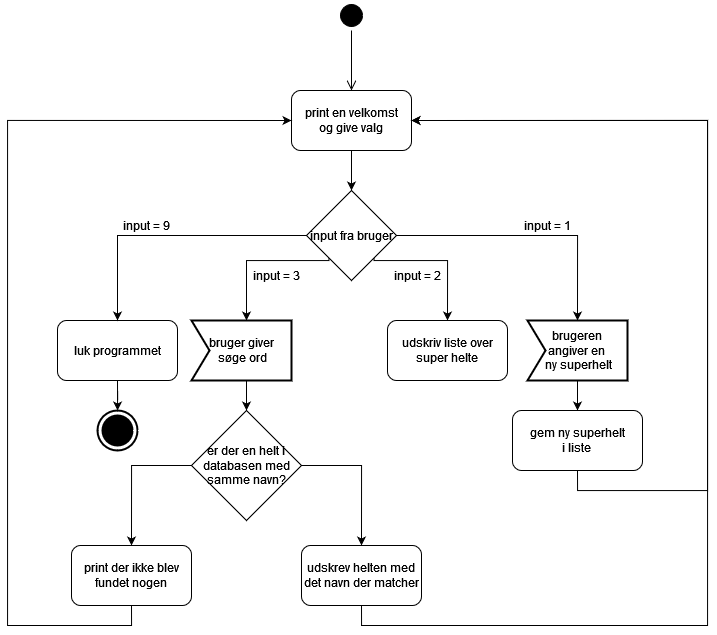 print en velkomst
og give valg
input fra bruger
input = 9
input = 3
input = 2
input = 1
luk programmet
bruger giver
søge ord
udskriv liste over
super helte
brugeren
angiver en
ny superhelt
er der en helt i
databasen med
samme navn?
gem ny superhelt
i liste
print der ikke blev
fundet nogen
udskrev helten med
det navn der matcher